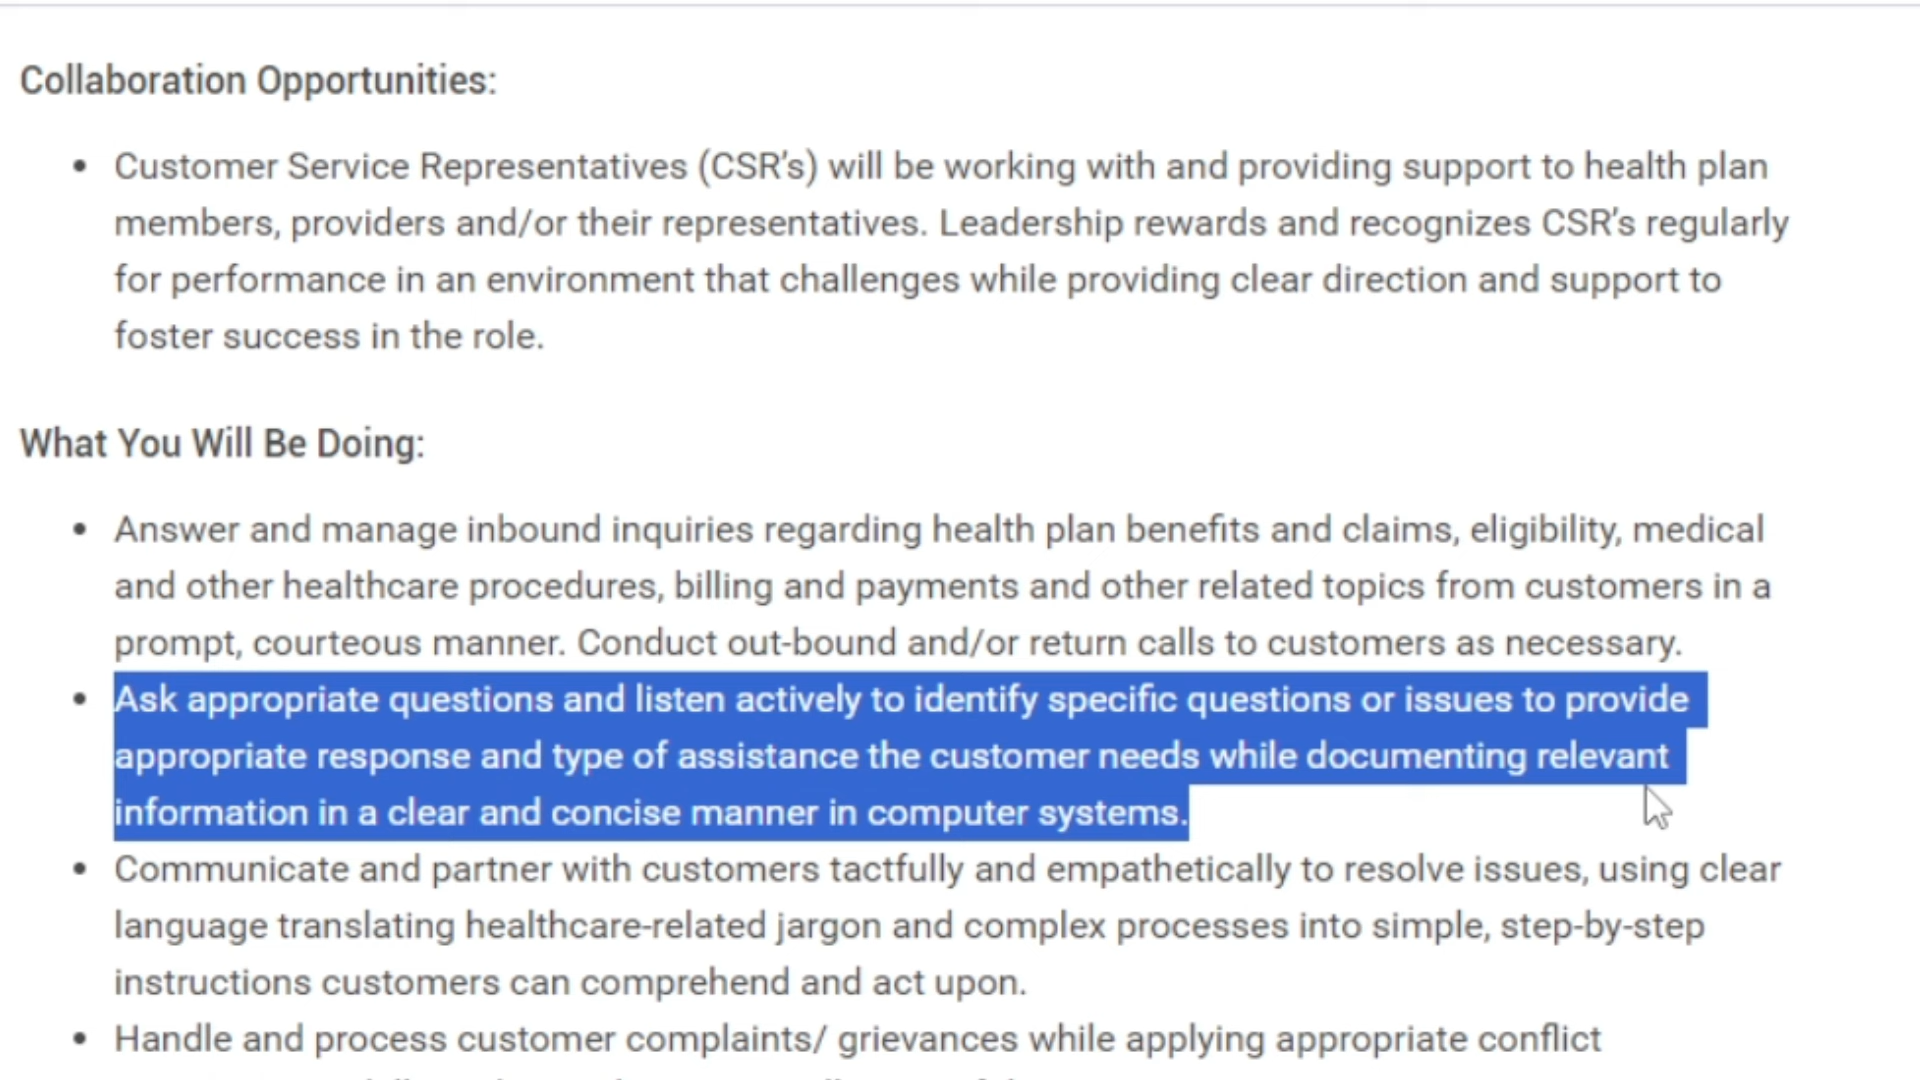 Collaboration Opportunities:
• Customer Service Representatives (CSR's) will be working with and providing support to health plan
members, providers and/or their representatives. Leadership rewards and recognizes CSR's regularly
for performance in an environment that challenges while providing clear direction and support to
foster success in the role.
What You Will Be Doing:
• Answer and manage inbound inquiries regarding health plan benefits and claims, eligibility, medical
and other healthcare procedures, billing and payments and other related topics from customers in a
prompt, courteous manner. Conduct out-bound and/or return calls to customers as necessary.
• Ask appropriate questions and listen actively to identify specific questions or issues to provide
appropriate response and type of assistance the customer needs while documenting relevant
information in a clear and concise manner in computer systems.
• Communicate and partner with customers tactfully and empathetically to resolve issues, using clear
language translating healthcare-related jargon and complex processes into simple, step-by-step
instructions customers can comprehend and act upon.
• Handle and process customer complaints/ grievances while applying appropriate conflict